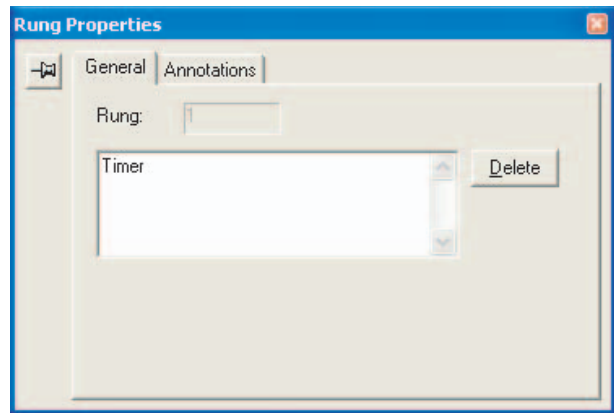 Rung Properties
General Annotations
Rung: 1
Timer
Delete